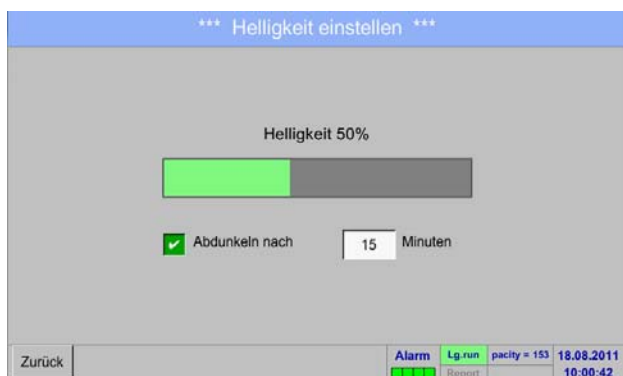 *** Helligkeit einstellen ***
Helligkeit 50%
Abdunkeln nach 15 Minuten
Zurück Alarm Lg.run pacity = 153 18.08.2011
Report 10:00:42